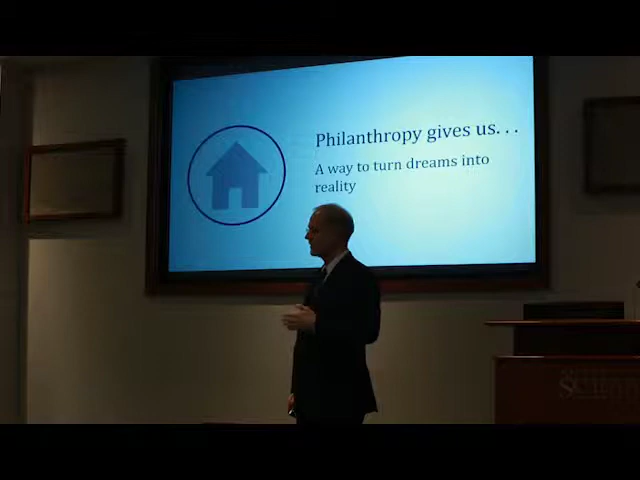 Philanthropy gives us. . .
A way to turn dreams into
reality